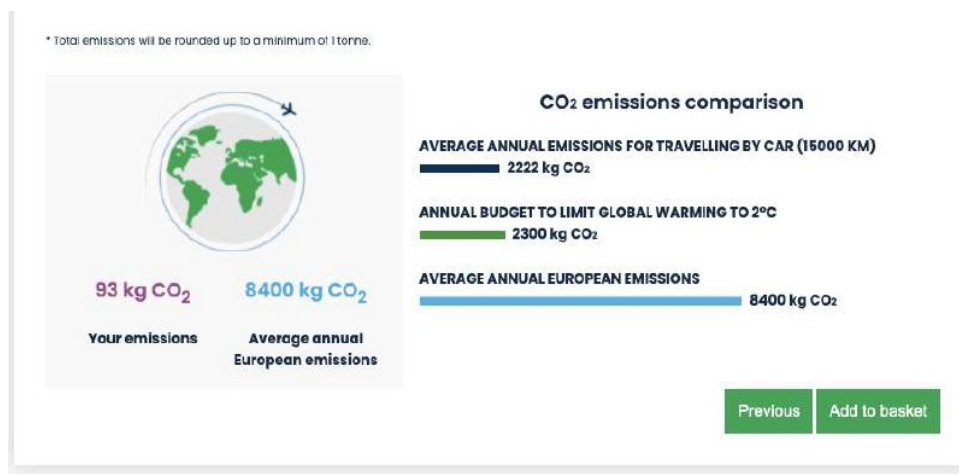 * Total emissions will be rounded up to a minimum of 1 tonne.
CO₂ emissions comparison
AVERAGE ANNUAL EMISSIONS FOR TRAVELLING BY CAR (15000 KM)
2222 kg CO₂
ANNUAL BUDGET TO LIMIT GLOBAL WARMING TO 2°C
2300 kg CO₂
AVERAGE ANNUAL EUROPEAN EMISSIONS
8400 kg CO₂
93 kg CO₂
Your emissions
8400 kg CO₂
Average annual
European emissions
Previous
Add to basket